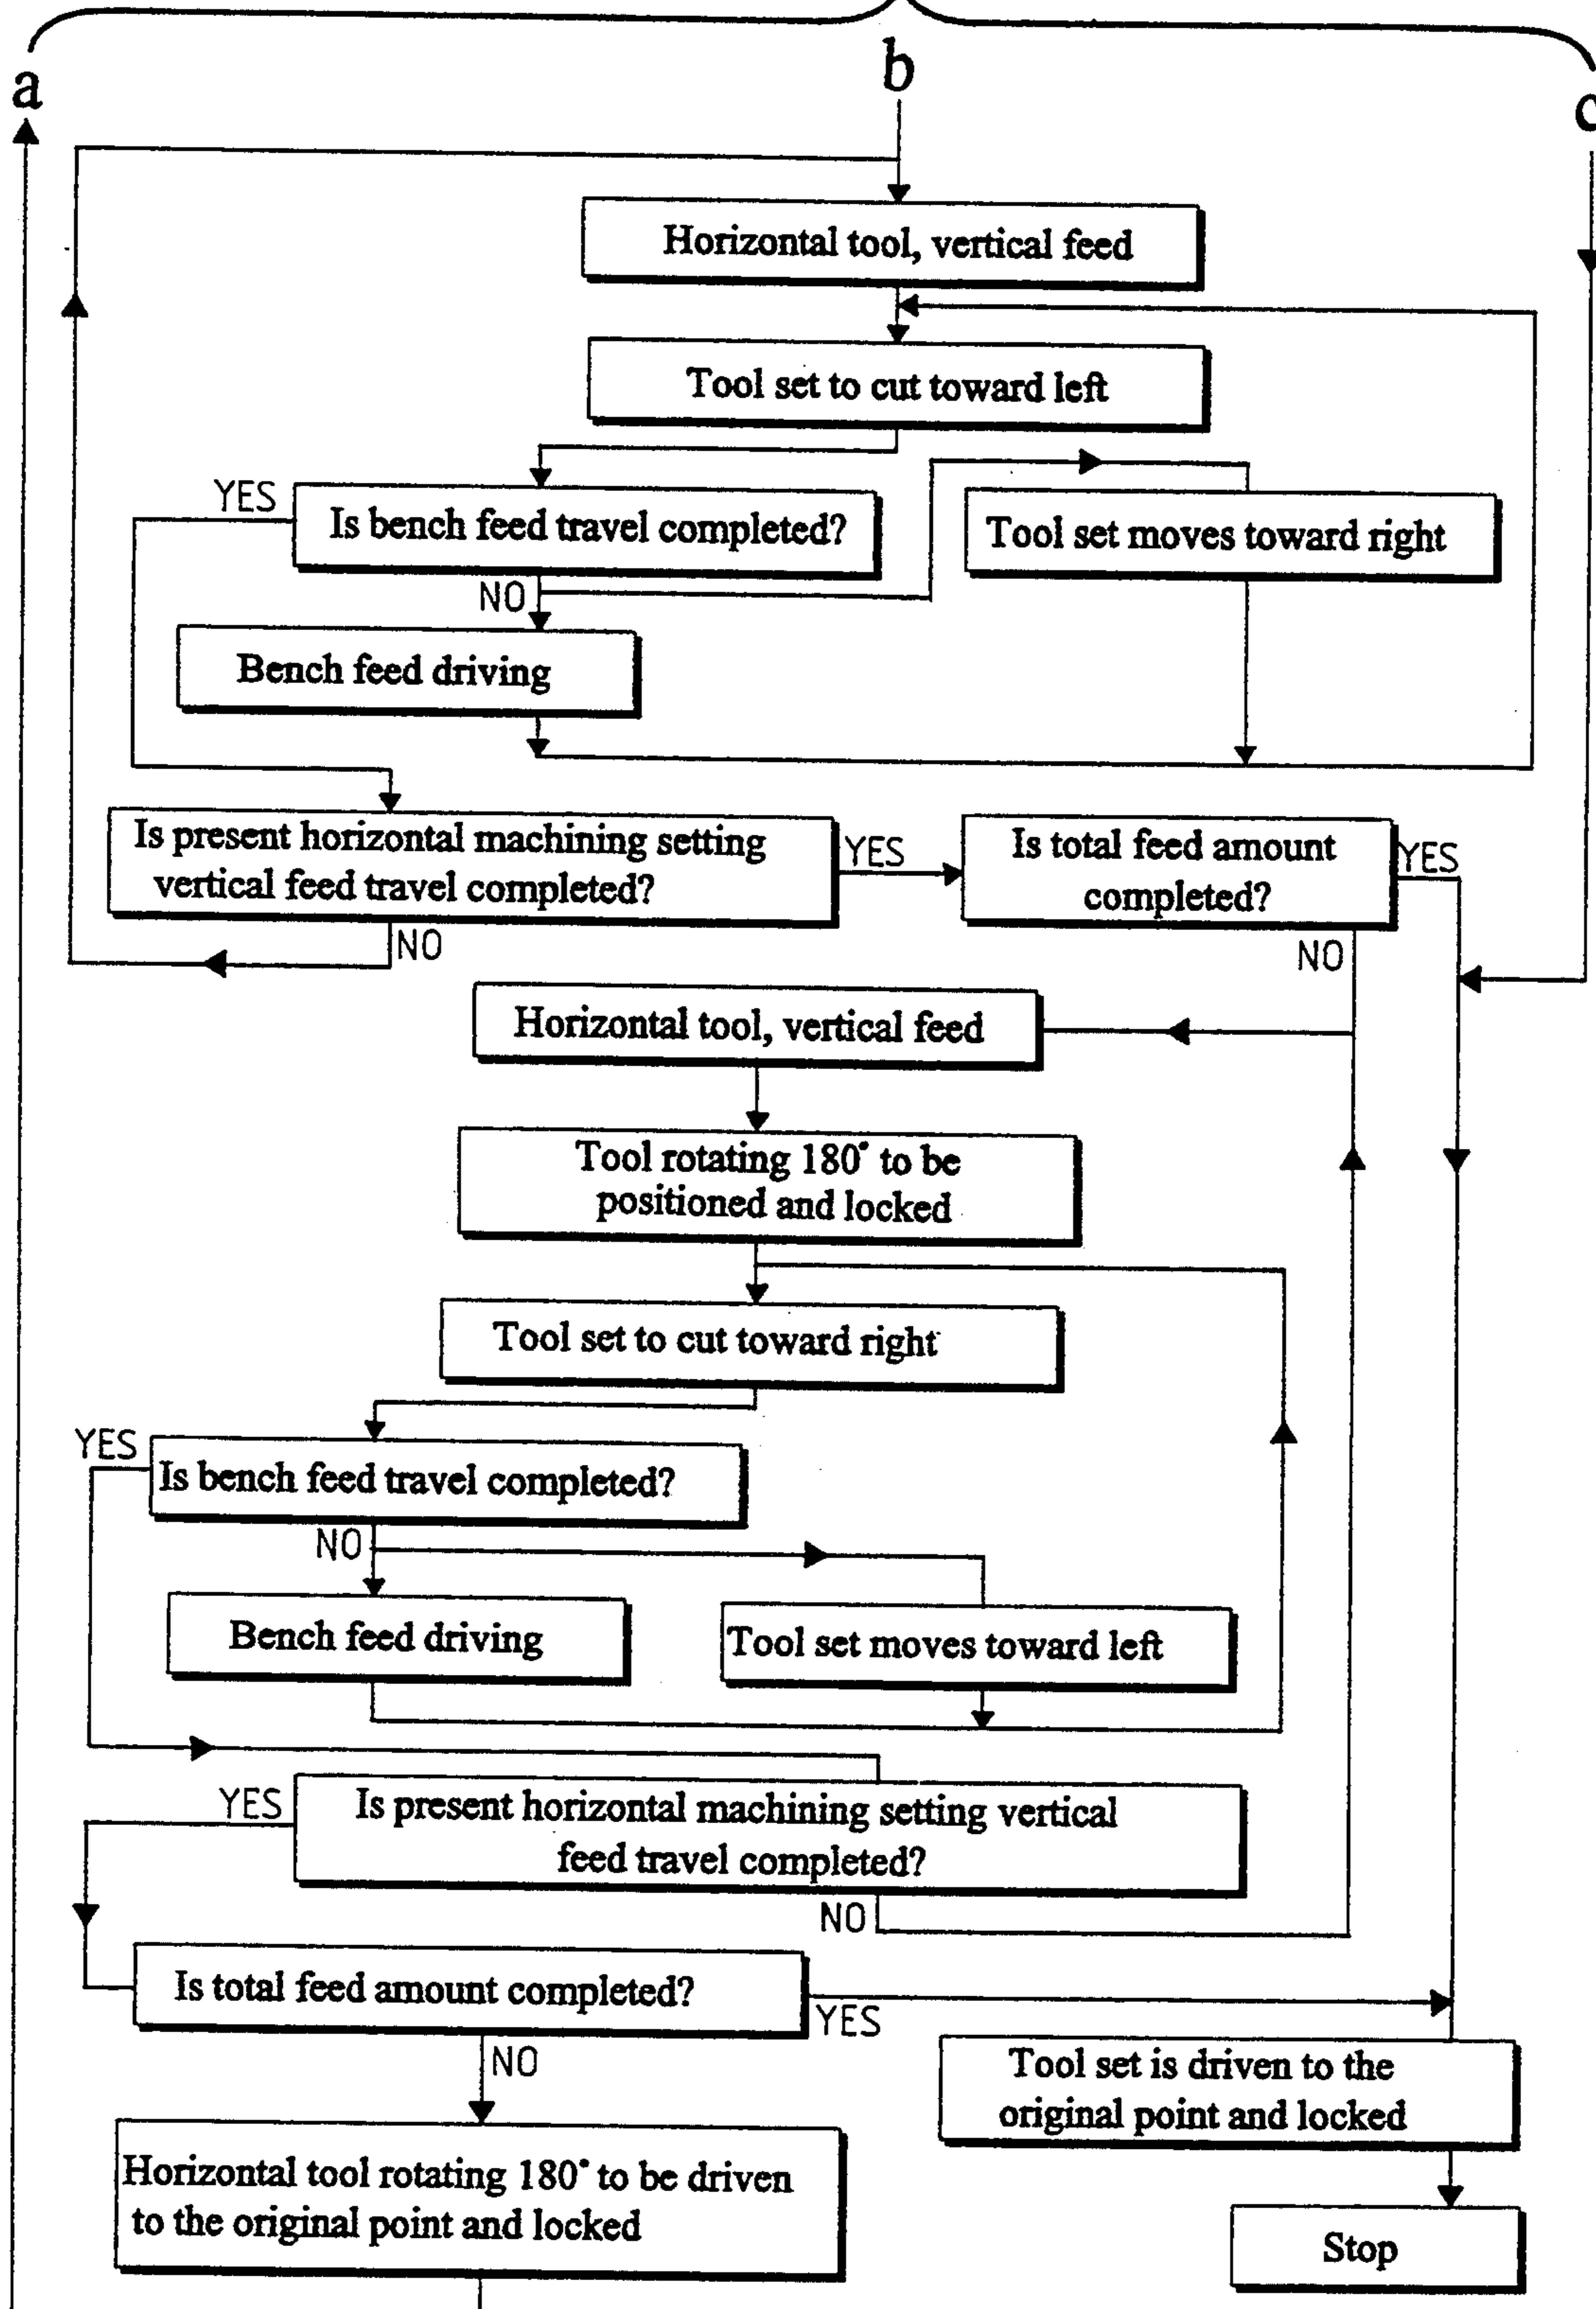 a
b
c
Horizontal tool, vertical feed
Tool set to cut toward left
YES
Is bench feed travel completed?
Tool set moves toward right
NO
Bench feed driving
Is present horizontal machining setting
vertical feed travel completed?
YES
Is total feed amount
completed?
YES
NO
NO
Horizontal tool, vertical feed
Tool rotating 180° to be
positioned and locked
Tool set to cut toward right
YES
Is bench feed travel completed?
NO
Bench feed driving
Tool set moves toward left
YES
Is present horizontal machining setting vertical
feed travel completed?
NO
Is total feed amount completed?
YES
NO
Tool set is driven to the
original point and locked
Horizontal tool rotating 180° to be driven
to the original point and locked
Stop